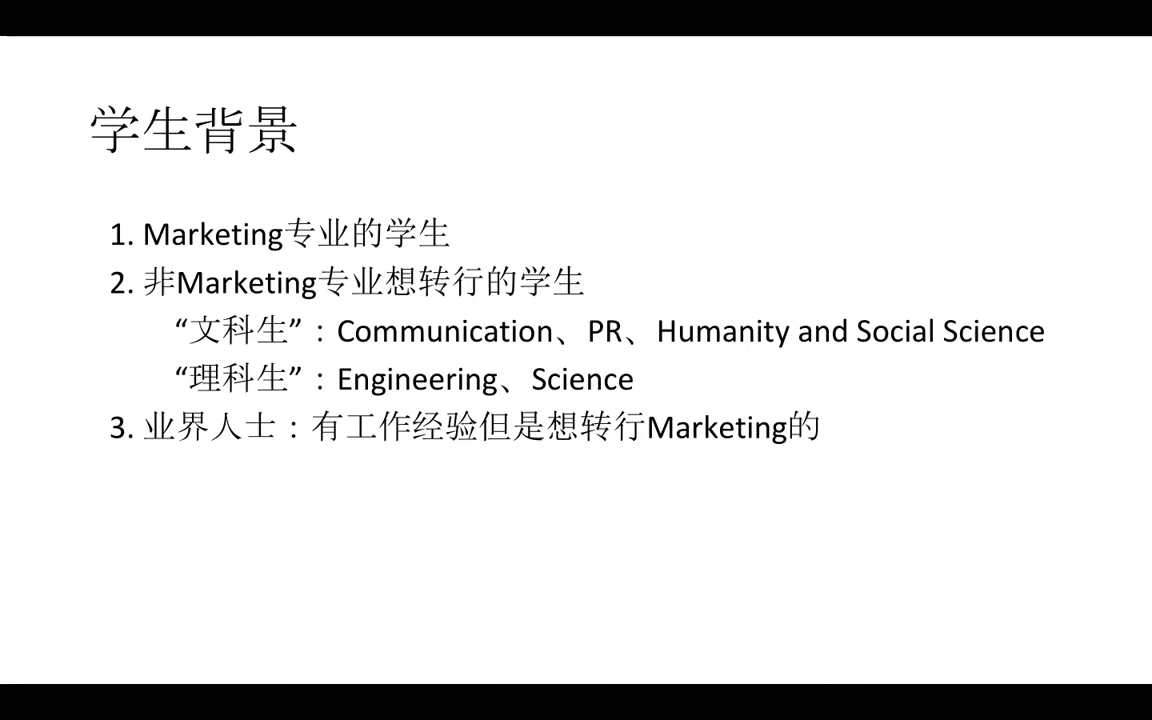 学生背景
1. Marketing专业的学生
2. 非Marketing专业想转行的学生
“文科生”：Communication、PR、Humanity and Social Science
“理科生”：Engineering、Science
3. 业界人士：有工作经验但是想转行Marketing的